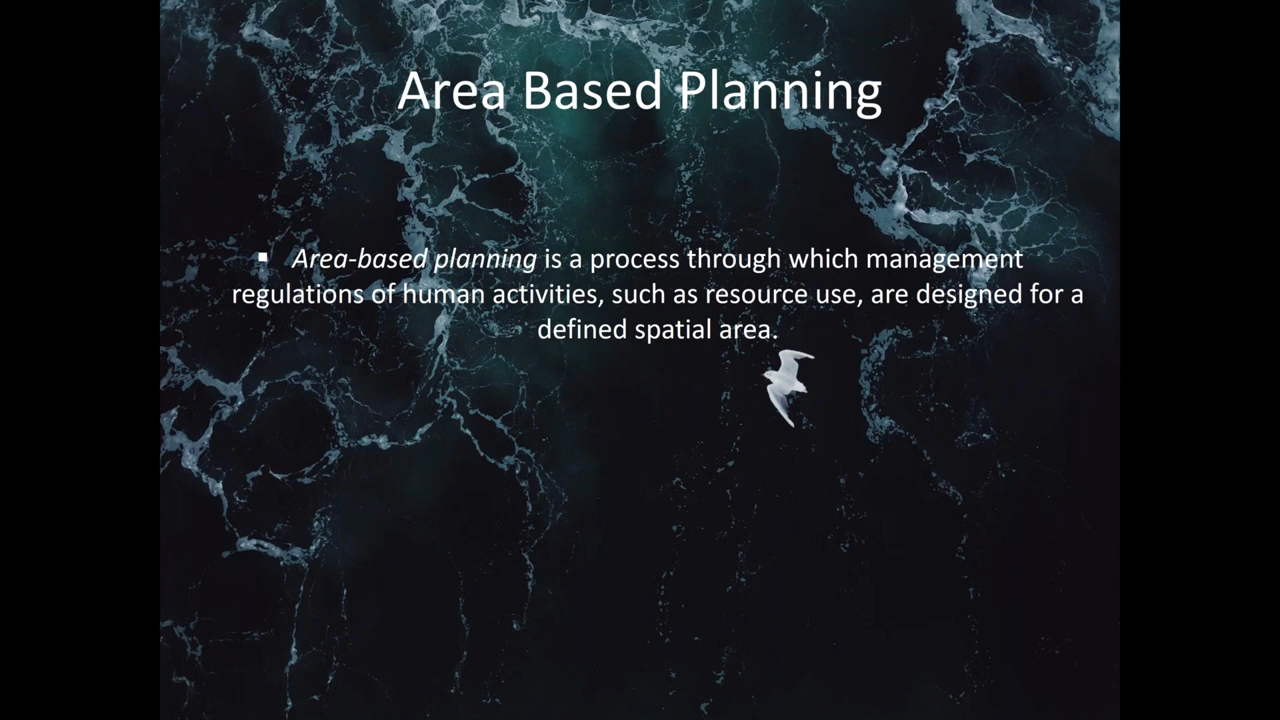 Area Based Planning
▪ Area-based planning is a process through which management
regulations of human activities, such as resource use, are designed for a
defined spatial area.